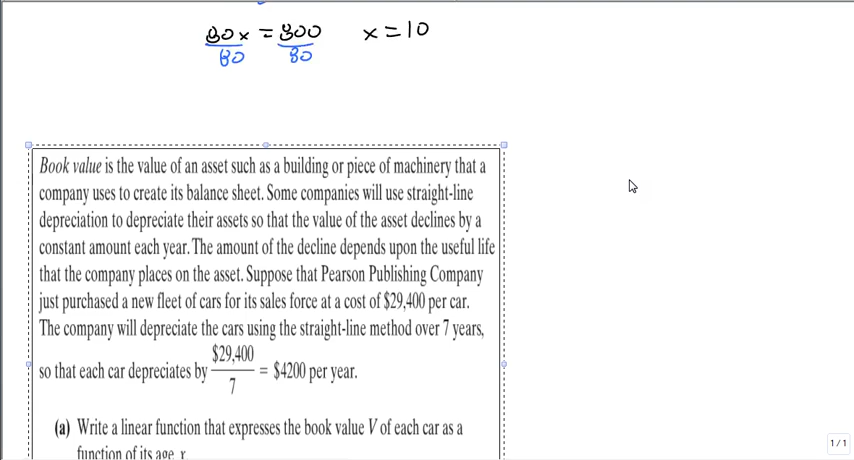 80x = 800 x = 10
80 80
Book value is the value of an asset such as a building or piece of machinery that a
company uses to create its balance sheet. Some companies will use straight-line
depreciation to depreciate their assets so that the value of the asset declines by a
constant amount each year. The amount of the decline depends upon the useful life
that the company places on the asset. Suppose that Pearson Publishing Company
just purchased a new fleet of cars for its sales force at a cost of $29,400 per car.
The company will depreciate the cars using the straight-line method over 7 years,
so that each car depreciates by $29,400/7 = $4200 per year.
(a) Write a linear function that expresses the book value V of each car as a
function of its age, x
1 / 1